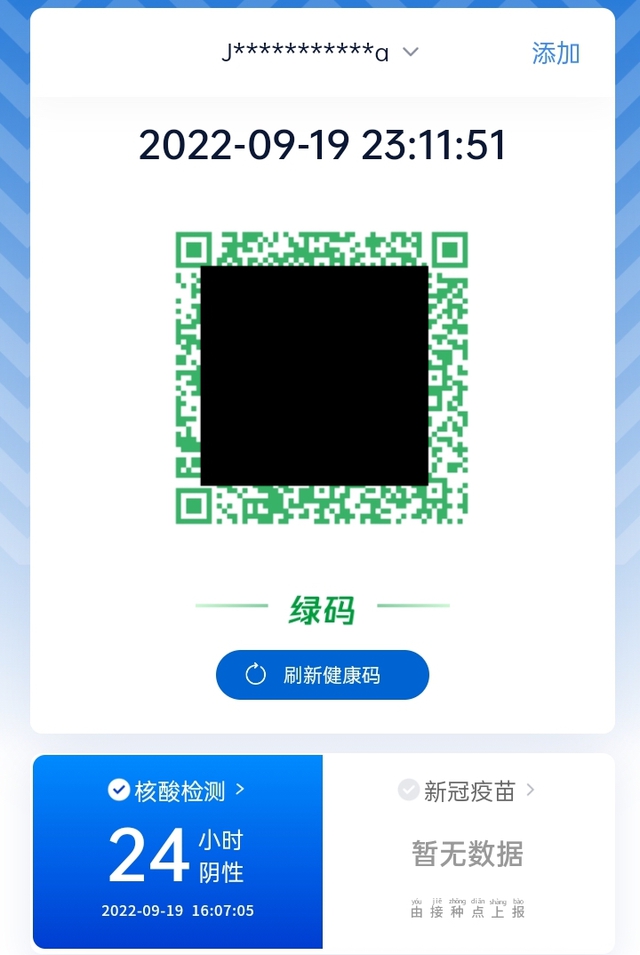 J***********a
添加
2022-09-19 23:11:51
绿码
刷新健康码
核酸检测
24 小时
阴性
2022-09-19 16:07:05
新冠疫苗
暂无数据
yóu jiē zhǒng diǎn shàng bào
由接种点上报